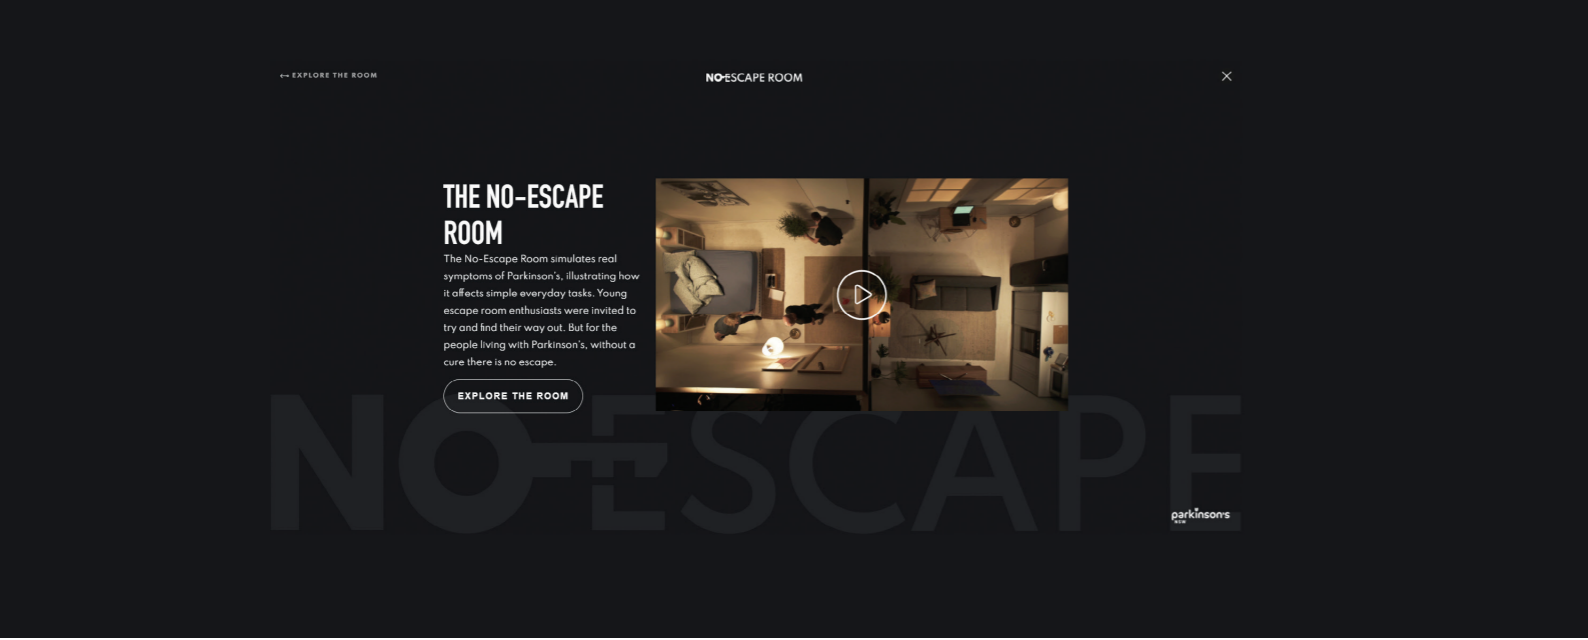 EXPLORE THE ROOM
NO-ESCAPE ROOM
THE NO-ESCAPE
ROOM
The No-Escape Room simulates real
symptoms of Parkinson's, illustrating how
it affects simple everyday tasks. Young
escape room enthusiasts were invited to
try and find their way out. But for the
people living with Parkinson's, without a
cure there is no escape.
EXPLORE THE ROOM
NO-ESCAPE
parkinson's
NSW